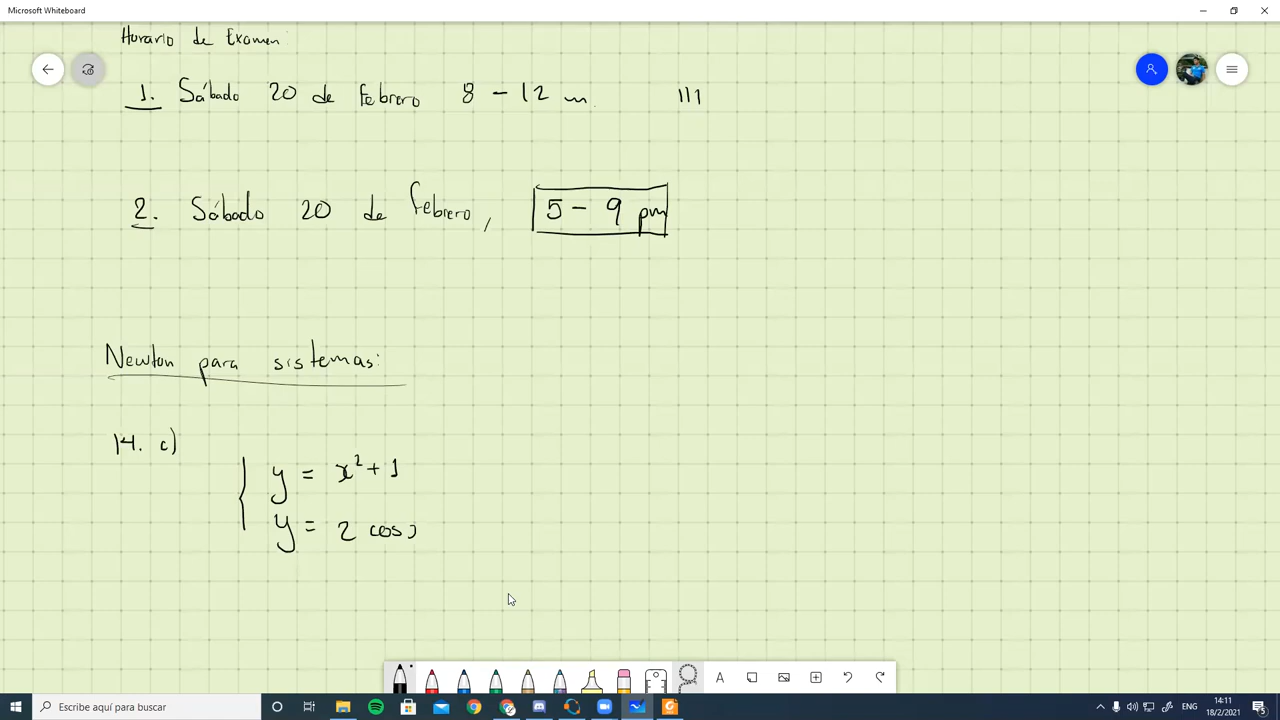 Microsoft Whiteboard
Horario de Examen:
1. Sábado 20 de febrero 8 - 12 m. III
2. Sábado 20 de febrero, 5 - 9 pm
Newton para sistemas:
14. c)
y = x² + 1
y = 2 cos
Escribe aquí para buscar
ENG
14:11
18/2/2021